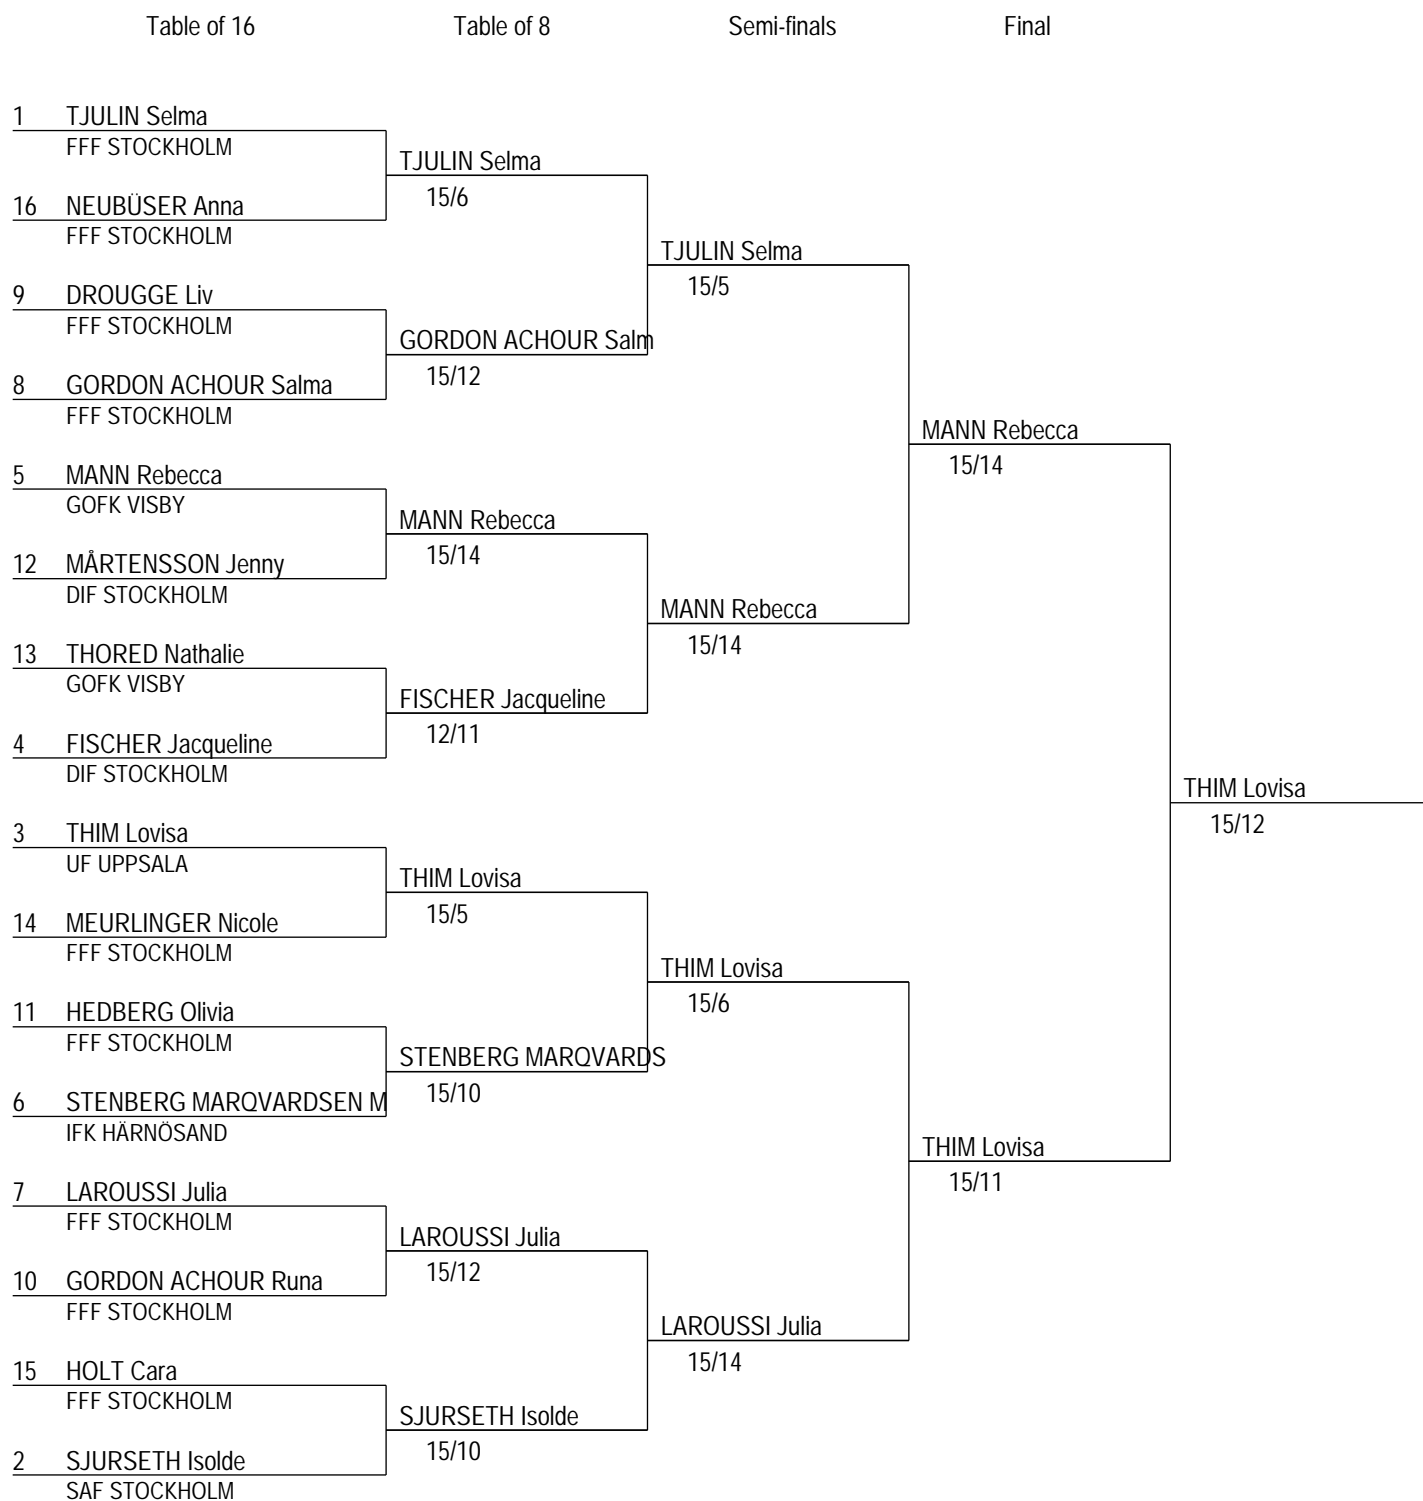 Table of 16 Table of 8 Semi-finals Final
1 TJULIN Selma
FFF STOCKHOLM
TJULIN Selma
15/6
16 NEUBÜSER Anna
FFF STOCKHOLM
TJULIN Selma
15/5
9 DROUGGE Liv
FFF STOCKHOLM
GORDON ACHOUR Salm
15/12
8 GORDON ACHOUR Salma
FFF STOCKHOLM
MANN Rebecca
15/14
5 MANN Rebecca
GOFK VISBY
MANN Rebecca
15/14
12 MÅRTENSSON Jenny
DIF STOCKHOLM
MANN Rebecca
15/14
13 THORED Nathalie
GOFK VISBY
FISCHER Jacqueline
12/11
4 FISCHER Jacqueline
DIF STOCKHOLM
THIM Lovisa
15/12
3 THIM Lovisa
UF UPPSALA
THIM Lovisa
15/5
14 MEURLINGER Nicole
FFF STOCKHOLM
THIM Lovisa
15/6
11 HEDBERG Olivia
FFF STOCKHOLM
STENBERG MARQVARDS
15/10
6 STENBERG MARQVARDSEN M
IFK HÄRNÖSAND
THIM Lovisa
15/11
7 LAROUSSI Julia
FFF STOCKHOLM
LAROUSSI Julia
15/12
10 GORDON ACHOUR Runa
FFF STOCKHOLM
LAROUSSI Julia
15/14
15 HOLT Cara
FFF STOCKHOLM
SJURSETH Isolde
15/10
2 SJURSETH Isolde
SAF STOCKHOLM